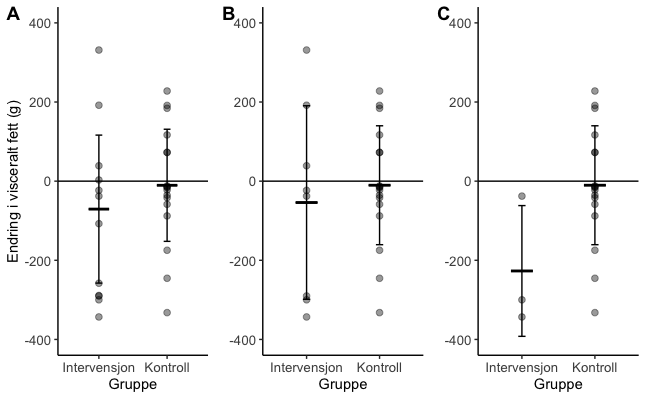 A
Endring i visceralt fett (g)
400
200
0
-200
-400
Intervensjon Kontroll
Gruppe
B
400
200
0
-200
-400
Intervensjon Kontroll
Gruppe
C
400
200
0
-200
-400
Intervensjon Kontroll
Gruppe